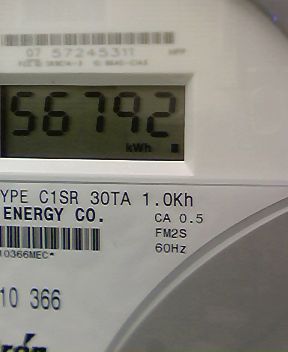 07 57245311
56792
kWh
YPE C1SR 30TA 1.0Kh
ENERGY CO.
CA 0.5
FM2S
60Hz
10366MEC*
10 366
rón